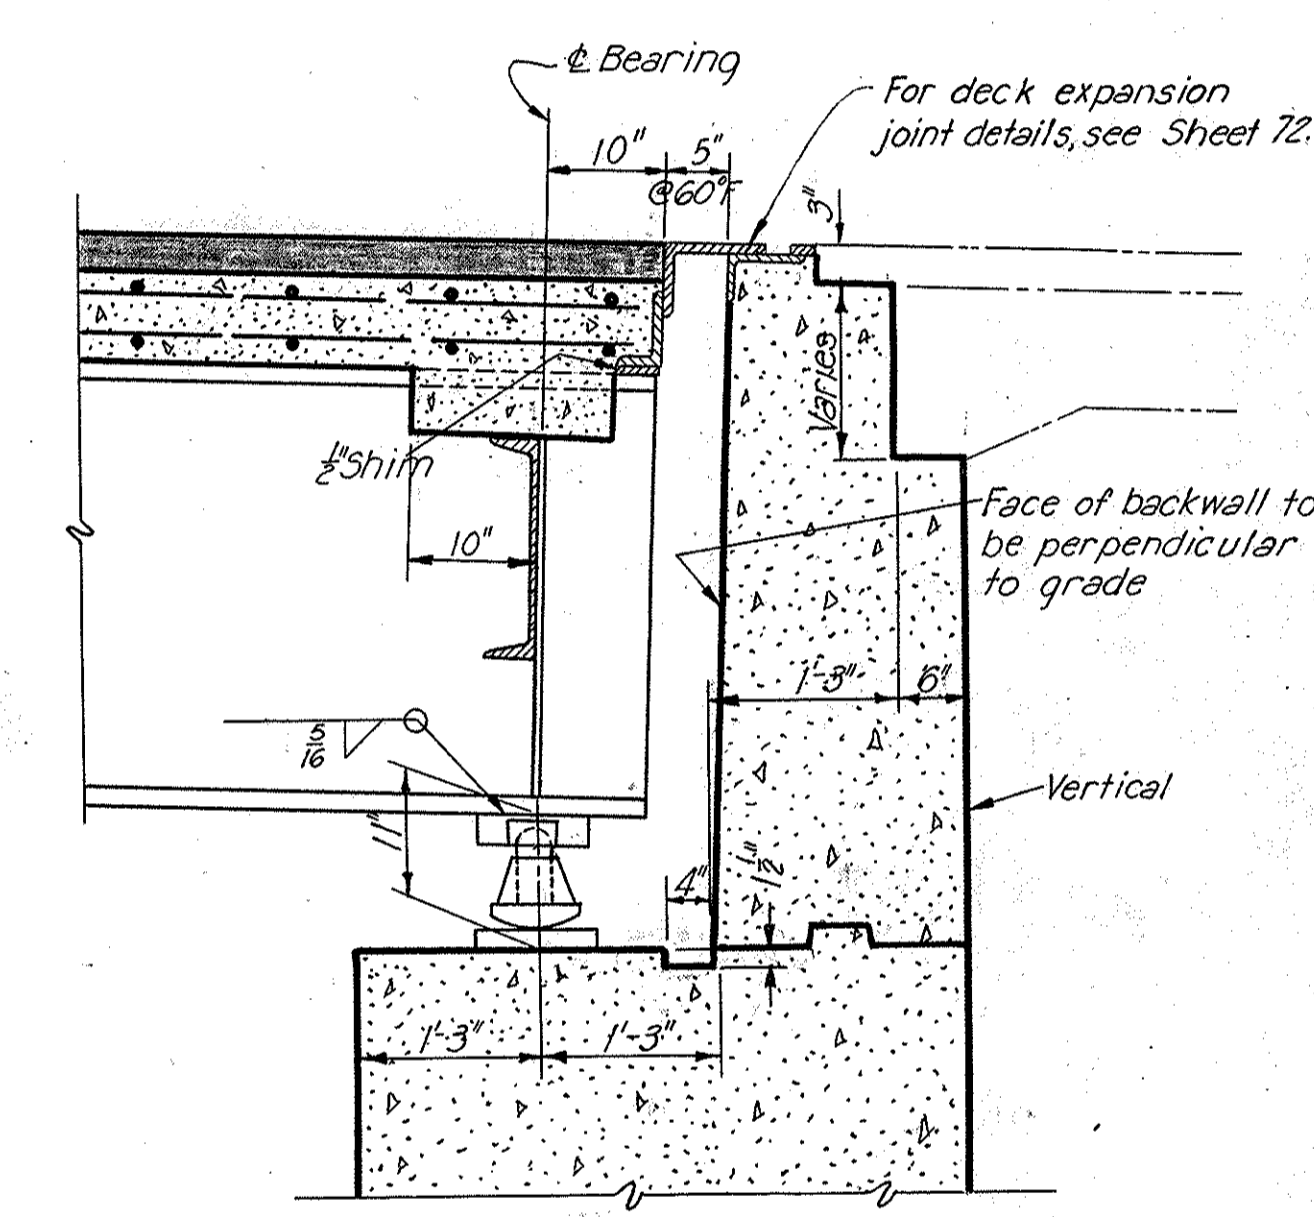 ℄ Bearing
For deck expansion
joint details, see Sheet 72.
10"
5"
@60°F
3"
Varies
½" Shim
10"
Face of backwall to
be perpendicular
to grade
1'-3"
6"
5/16
Vertical
11"
4"
1½"
1'-3"
1'-3"